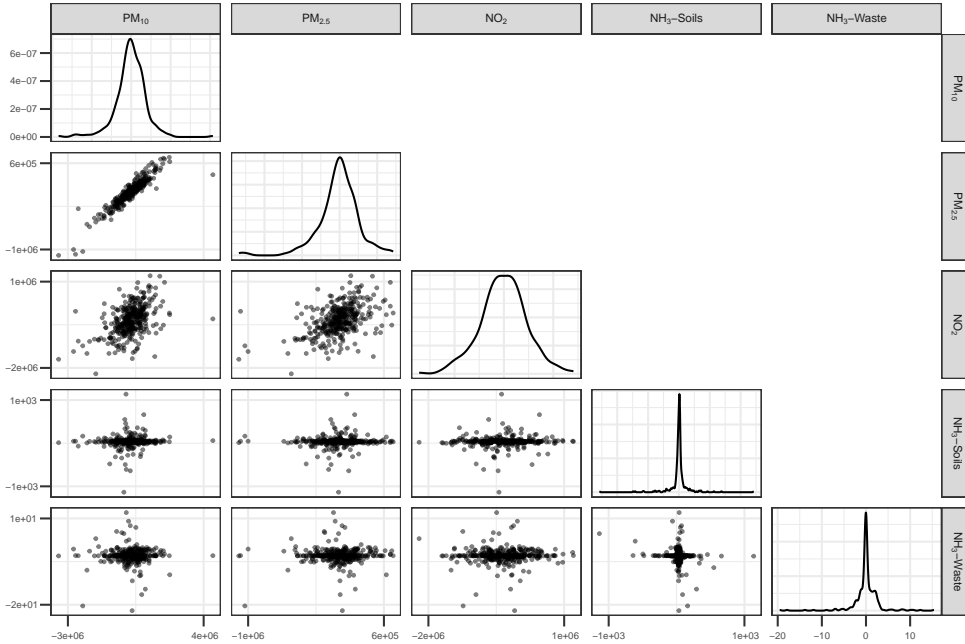 PM₁₀ PM₂.₅ NO₂ NH₃−Soils NH₃−Waste
6e−07
4e−07
2e−07
0e+00
PM₁₀
6e+05
−1e+06
PM₂.₅
1e+06
−2e+06
NO₂
1e+03
−1e+03
NH₃−Soils
1e+01
−2e+01
NH₃−Waste
−3e+06 4e+06 −1e+06 6e+05 −2e+06 1e+06 −1e+03 1e+03 −20 −10 0 10